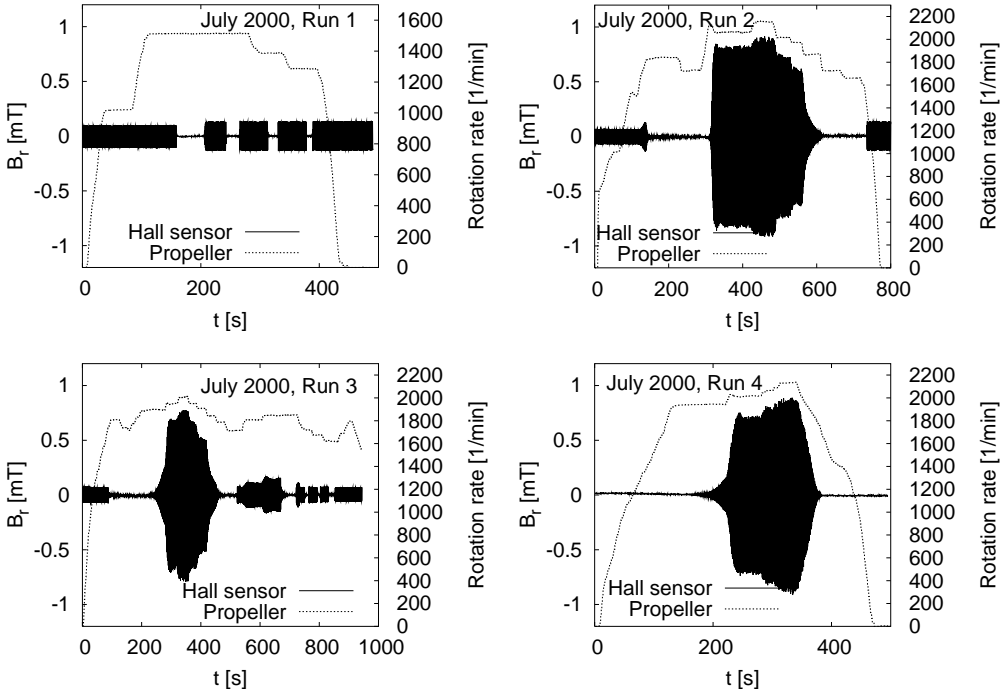 July 2000, Run 1
1
0.5
0
-0.5
-1
B_r [mT]
1600
1400
1200
1000
800
600
400
200
0
Rotation rate [1/min]
Hall sensor
Propeller
0 200 400
t [s]
July 2000, Run 2
1
0.5
0
-0.5
-1
B_r [mT]
2200
2000
1800
1600
1400
1200
1000
800
600
400
200
0
Rotation rate [1/min]
Hall sensor
Propeller
0 200 400 600 800
t [s]
July 2000, Run 3
1
0.5
0
-0.5
-1
B_r [mT]
2200
2000
1800
1600
1400
1200
1000
800
600
400
200
0
Rotation rate [1/min]
Hall sensor
Propeller
0 200 400 600 800 1000
t [s]
July 2000, Run 4
1
0.5
0
-0.5
-1
B_r [mT]
2200
2000
1800
1600
1400
1200
1000
800
600
400
200
0
Rotation rate [1/min]
Hall sensor
Propeller
0 200 400
t [s]